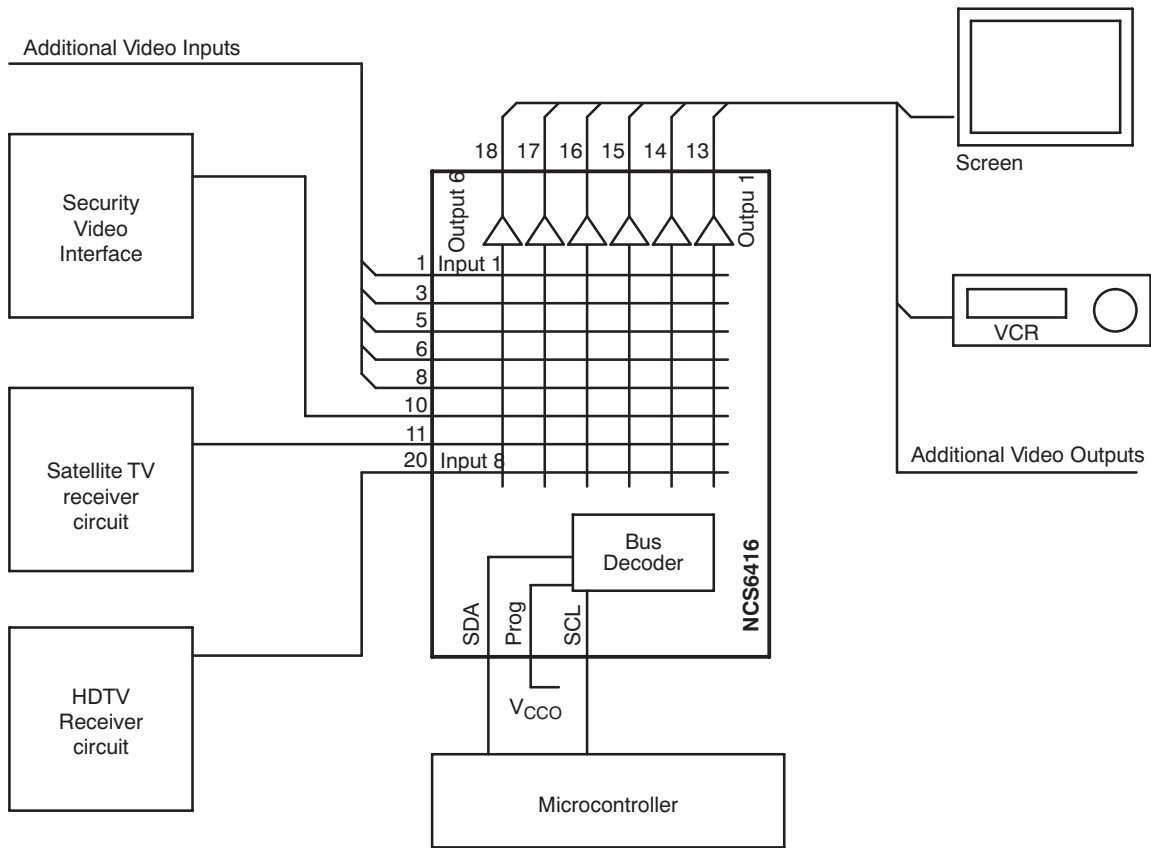 Additional Video Inputs
Security
Video
Interface
Satellite TV
receiver
circuit
HDTV
Receiver
circuit
18 17 16 15 14 13
Output 6
Outpu 1
1 Input 1
3
5
6
8
10
11
20 Input 8
Bus
Decoder
SDA
Prog
SCL
NCS6416
VCCO
Microcontroller
Screen
VCR
Additional Video Outputs